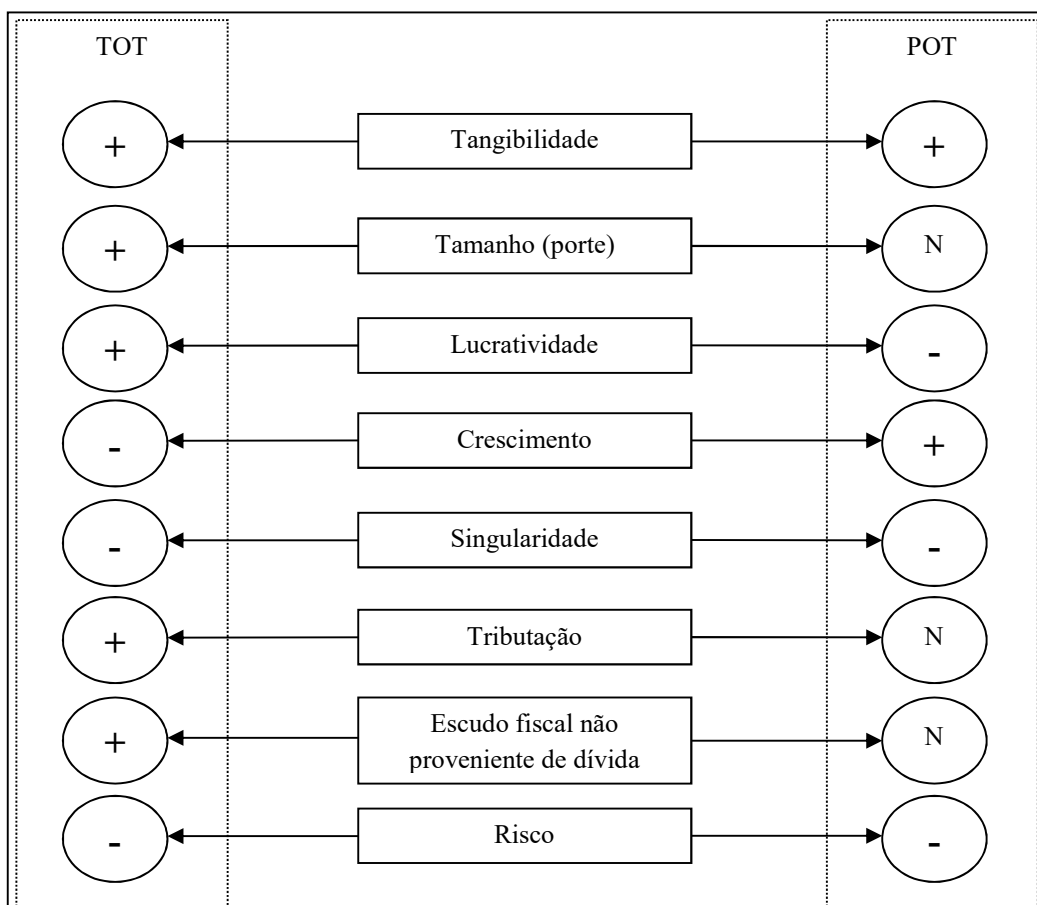 TOT POT
+ Tangibilidade +
+ Tamanho (porte) N
+ Lucratividade -
- Crescimento +
- Singularidade -
+ Tributação N
+ Escudo fiscal não N
proveniente de dívida
- Risco -